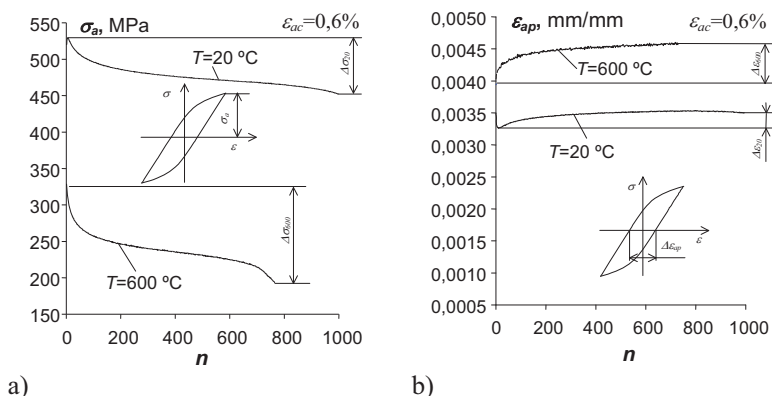 σa, MPa
εac=0,6%
550
500
450
400
350
300
250
200
150
T=20 ºC
Δσ20
σ
σa
ε
Δσ600
T=600 ºC
0
200
400
600
800
1000
n
a)
εap, mm/mm
εac=0,6%
0,0050
0,0045
0,0040
0,0035
0,0030
0,0025
0,0020
0,0015
0,0010
0,0005
T=600 ºC
Δε600
T=20 ºC
Δε20
σ
Δεap
ε
0
200
400
600
800
1000
n
b)